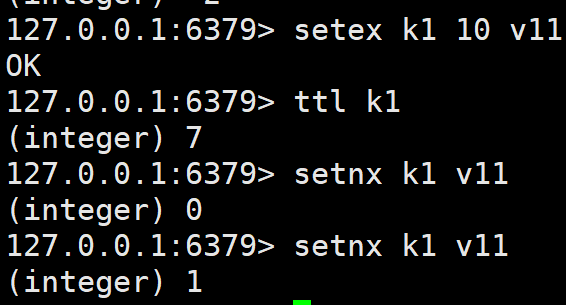 (integer) -2
127.0.0.1:6379> setex k1 10 v11
OK
127.0.0.1:6379> ttl k1
(integer) 7
127.0.0.1:6379> setnx k1 v11
(integer) 0
127.0.0.1:6379> setnx k1 v11
(integer) 1